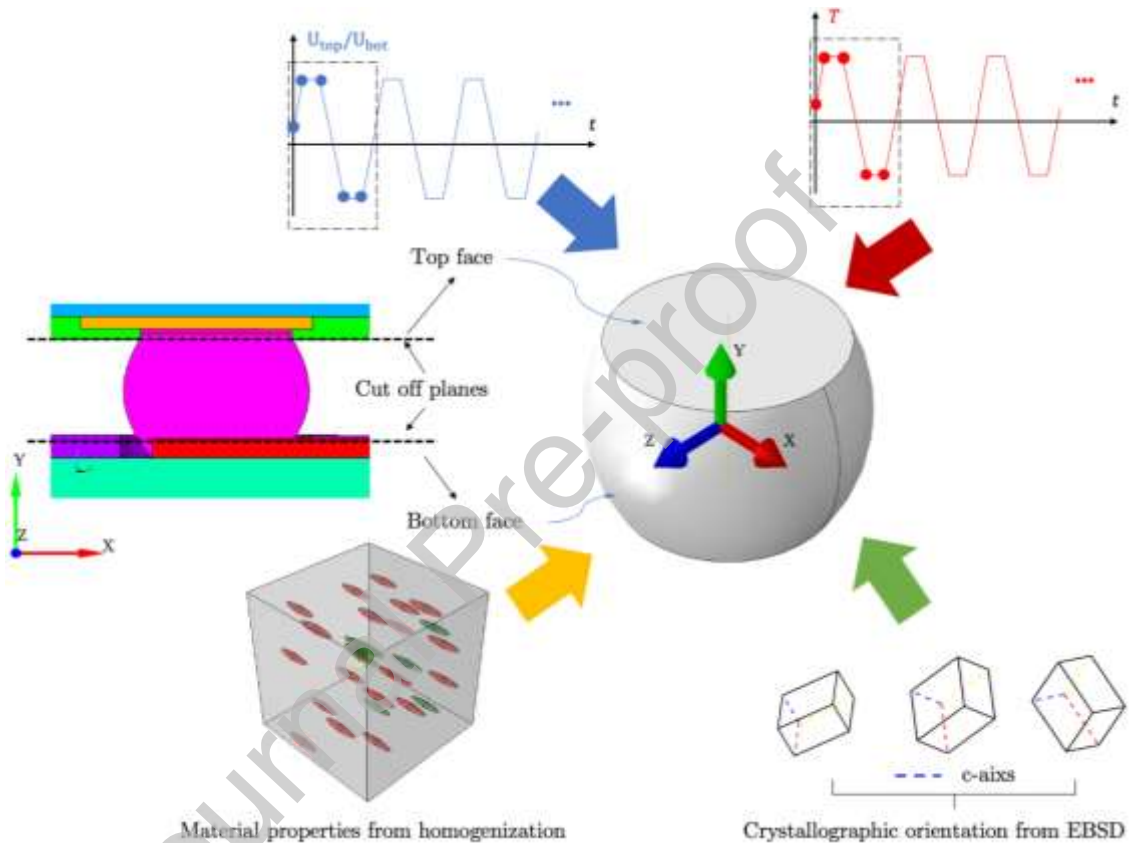 U_top/U_bot
t
...
T
t
...
Top face
Cut off planes
Bottom face
Y
Z
X
Y
Z
X
Journal Pre-proof
c-aixs
Material properties from homogenization
Crystallographic orientation from EBSD